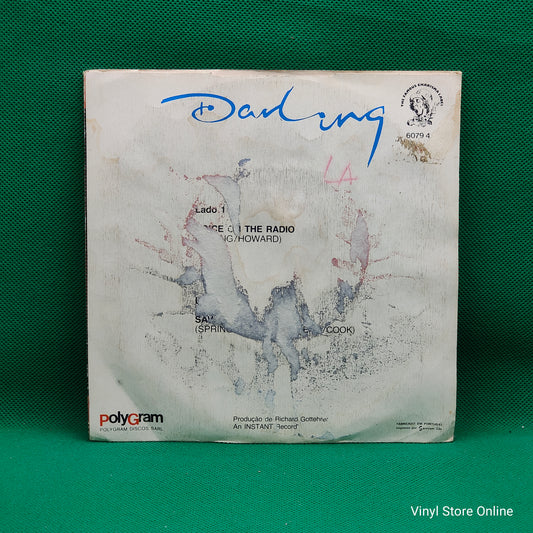 Darling
THE FAMOUS CHARISMA LABEL
6079 4
LA
Lado 1
THE RADIO
/HOWARD)
(SPRIN /COOK)
PolyGram
POLYGRAM DISCOS SARL
Produção de Richard Gottehrer
An INSTANT Record
FABRICADO EM PORTUGAL
Vinyl Store Online